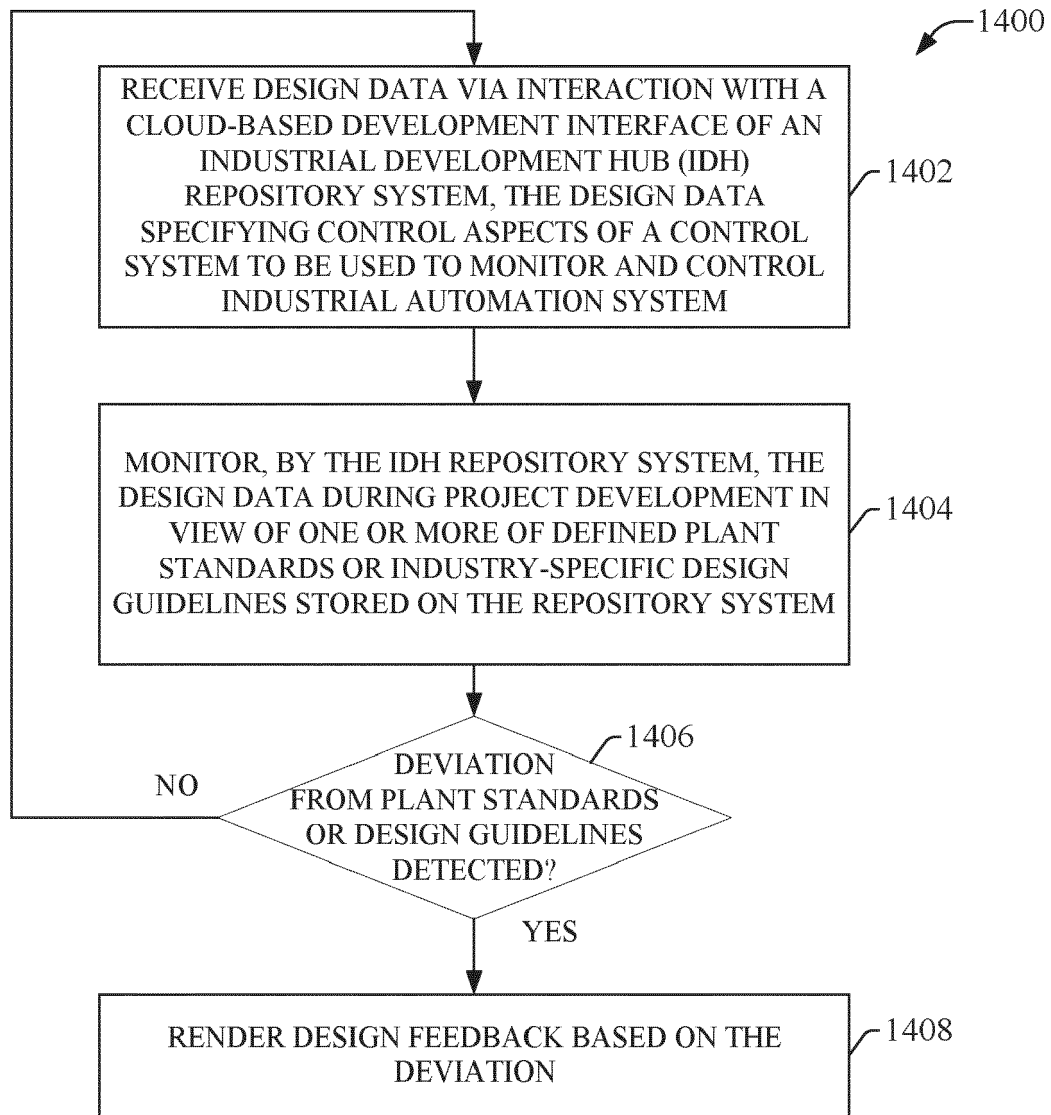 1400
RECEIVE DESIGN DATA VIA INTERACTION WITH A
CLOUD-BASED DEVELOPMENT INTERFACE OF AN
INDUSTRIAL DEVELOPMENT HUB (IDH)
REPOSITORY SYSTEM, THE DESIGN DATA
SPECIFYING CONTROL ASPECTS OF A CONTROL
SYSTEM TO BE USED TO MONITOR AND CONTROL
INDUSTRIAL AUTOMATION SYSTEM
1402
MONITOR, BY THE IDH REPOSITORY SYSTEM, THE
DESIGN DATA DURING PROJECT DEVELOPMENT IN
VIEW OF ONE OR MORE OF DEFINED PLANT
STANDARDS OR INDUSTRY-SPECIFIC DESIGN
GUIDELINES STORED ON THE REPOSITORY SYSTEM
1404
1406
DEVIATION
FROM PLANT STANDARDS
OR DESIGN GUIDELINES
DETECTED?
NO
YES
RENDER DESIGN FEEDBACK BASED ON THE
DEVIATION
1408